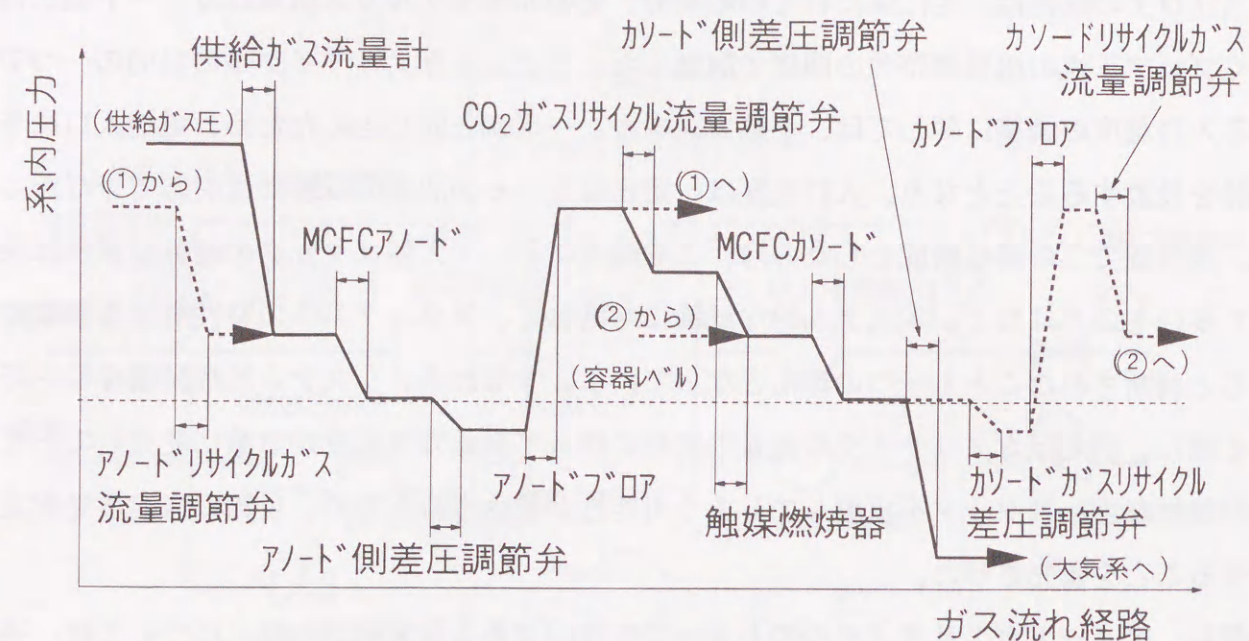 系内圧力
供給ガス流量計
(供給ガス圧)
①から
MCFCアノード
アノードリサイクルガス
流量調節弁
アノード側差圧調節弁
アノードブロア
CO₂ガスリサイクル流量調節弁
①へ)
②から
(容器レベル)
触媒燃焼器
MCFCカソード
カソード側差圧調節弁
カソードブロア
カソードリサイクルガス
流量調節弁
(②へ)
カソードガスリサイクル
差圧調節弁
(大気系へ)
ガス流れ経路